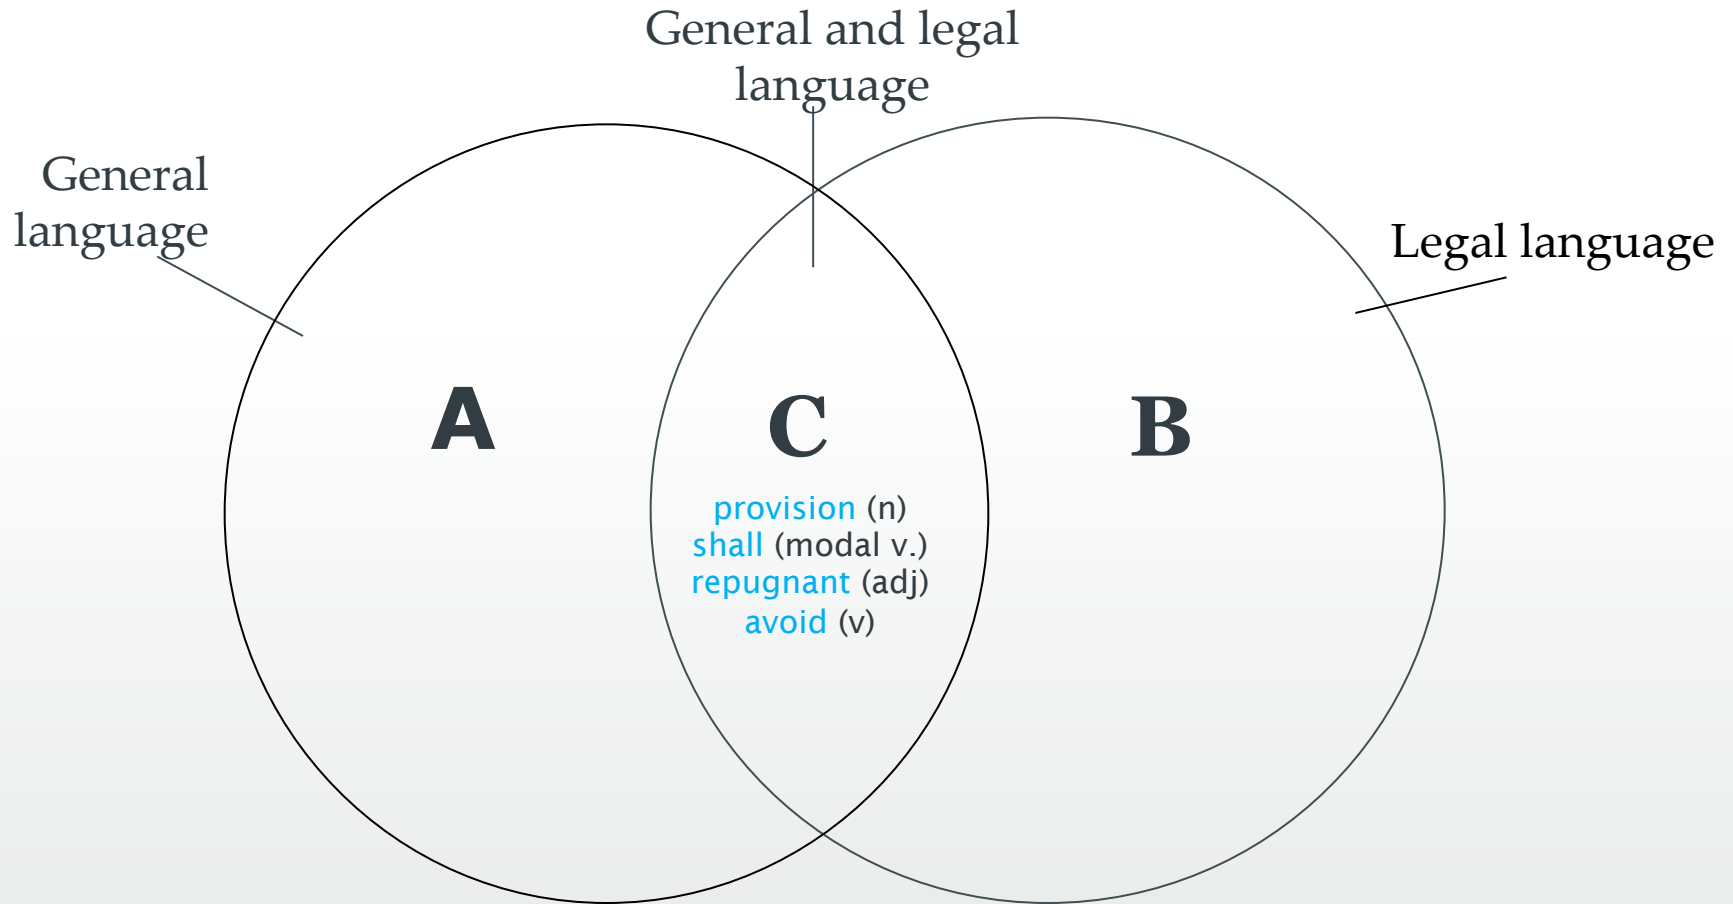 General and legal
language
General
language
Legal language
A
C
B
provision (n)
shall (modal v.)
repugnant (adj)
avoid (v)